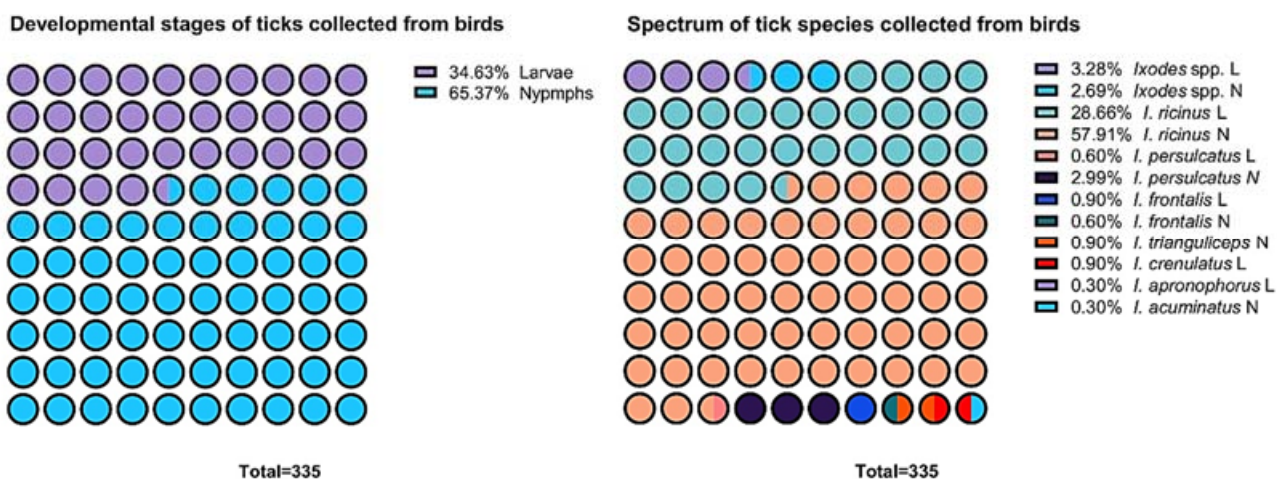 Developmental stages of ticks collected from birds
34.63% Larvae
65.37% Nypmphs
Total=335
Spectrum of tick species collected from birds
3.28% Ixodes spp. L
2.69% Ixodes spp. N
28.66% I. ricinus L
57.91% I. ricinus N
0.60% I. persulcatus L
2.99% I. persulcatus N
0.90% I. frontalis L
0.60% I. frontalis N
0.90% I. trianguliceps N
0.90% I. crenulatus L
0.30% I. apronophorus L
0.30% I. acuminatus N
Total=335